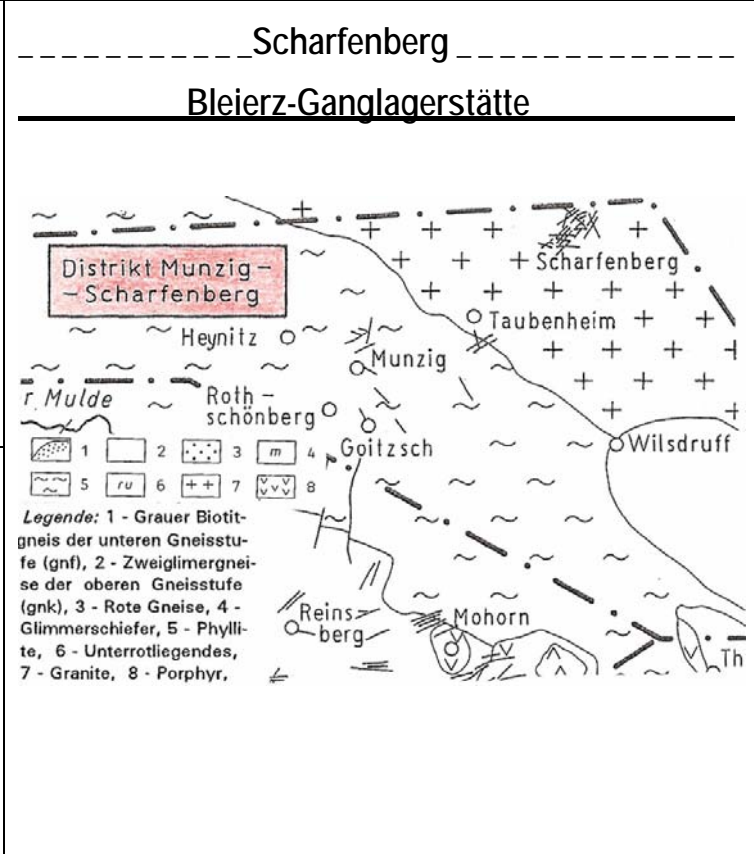 Scharfenberg
Bleierz-Ganglagerstätte
Distrikt Munzig-
-Scharfenberg
Scharfenberg
Taubenheim
Heynitz
Munzig
r. Mulde
Roth-
schönberg
Goitzsch
Wilsdruff
1 2 3 m 4
5 ru 6 7 8
Legende: 1 - Grauer Biotit-
gneis der unteren Gneisstu-
fe (gnf), 2 - Zweiglimergnei-
se der oberen Gneisstufe
(gnk), 3 - Rote Gneise, 4 -
Glimmerschiefer, 5 - Phylli-
te, 6 - Unterrotliegendes,
7 - Granite, 8 - Porphyr,
Reins-
berg
Mohorn
Th